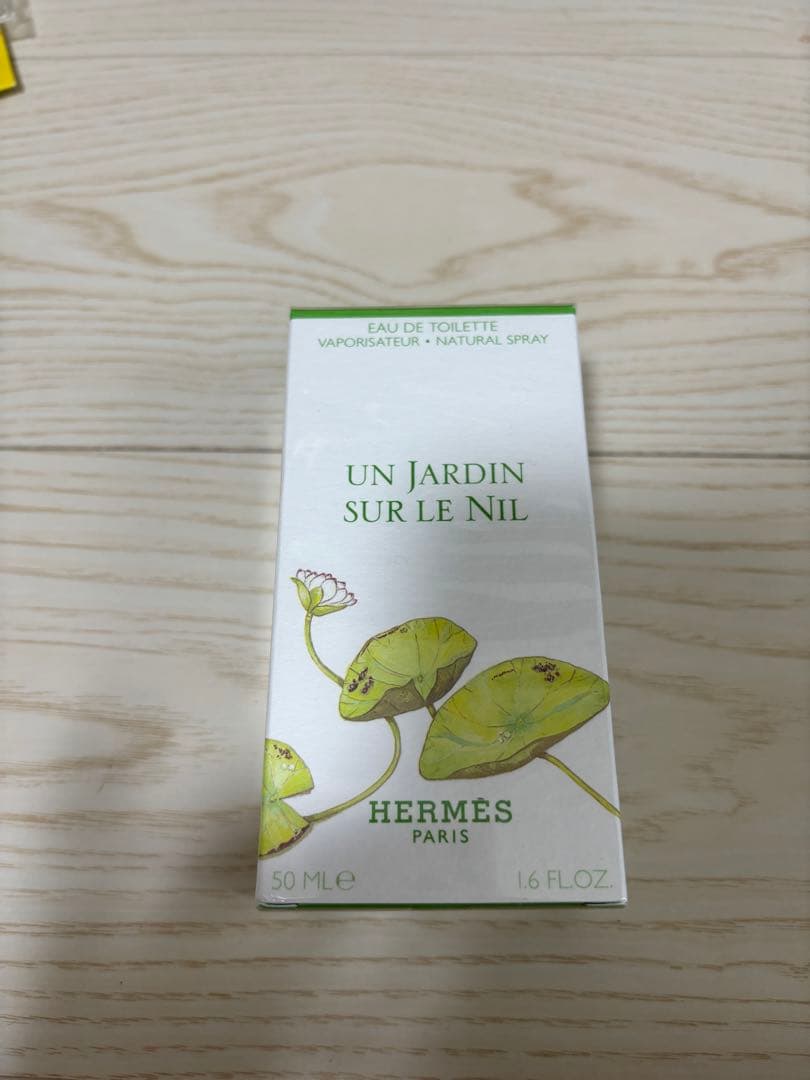 EAU DE TOILETTE
VAPORISATEUR • NATURAL SPRAY
UN JARDIN
SUR LE NIL
HERMÈS
PARIS
50 ML℮ 1.6 FL.OZ.